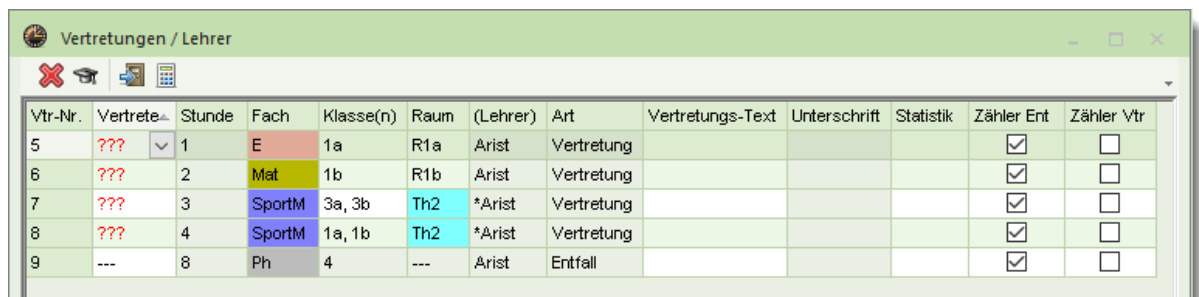 Vertretungen / Lehrer
Vtr-Nr. Vertrete Stunde Fach Klasse(n) Raum (Lehrer) Art Vertretungs-Text Unterschrift Statistik Zähler Ent Zähler Vtr
5 ??? 1 E 1a R1a Arist Vertretung
6 ??? 2 Mat 1b R1b Arist Vertretung
7 ??? 3 SportM 3a, 3b Th2 *Arist Vertretung
8 ??? 4 SportM 1a, 1b Th2 *Arist Vertretung
9 --- 8 Ph 4 --- Arist Entfall